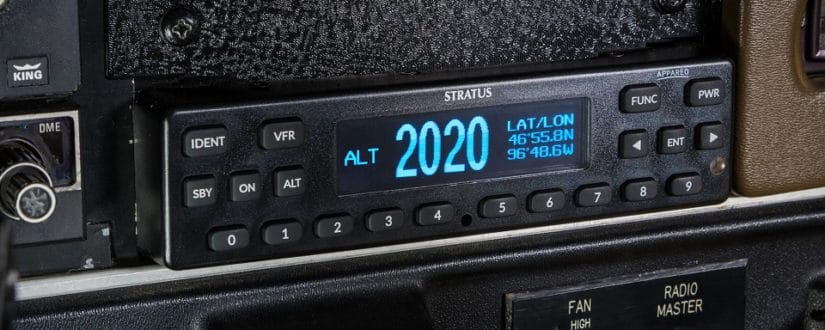 KING
DME
STRATUS
APPAREO
IDENT
VFR
SBY
ON
ALT
ALT
2020
LAT/LON
46°55.8N
96°48.6W
FUNC
PWR
ENT
0
1
2
3
4
5
6
7
8
9
FAN
HIGH
RADIO
MASTER